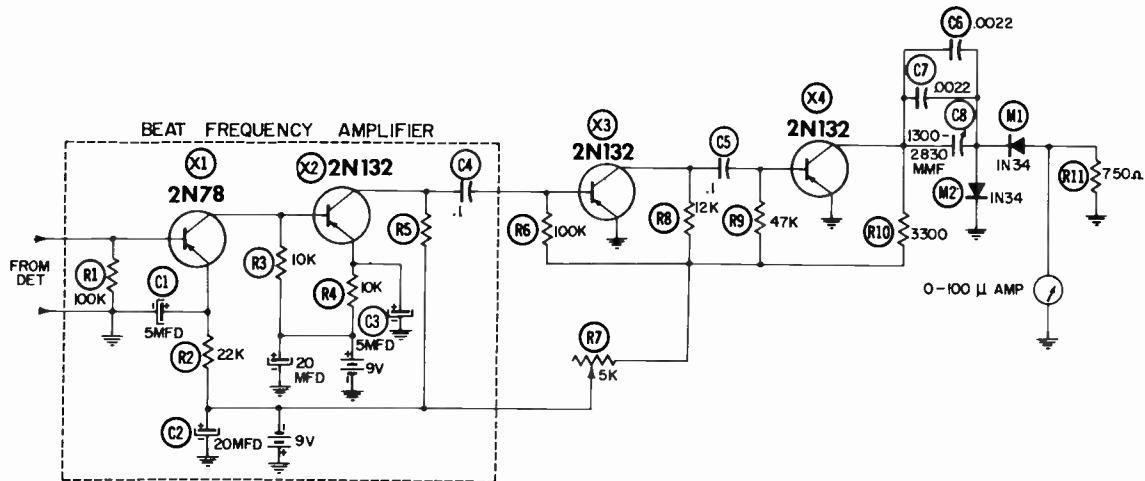 BEAT FREQUENCY AMPLIFIER
FROM
DET
R1
100K
C1
5MFD
X1
2N78
R2
22K
C2
20MFD
9V
R3
10K
20
MFD
X2
2N132
R4
10K
C3
5MFD
9V
R5
C4
.1
R6
100K
X3
2N132
R7
5K
R8
12K
C5
.1
R9
47K
X4
2N132
R10
3300
C6
.0022
C7
.0022
C8
1300-
2830
MMF
M1
1N34
M2
1N34
R11
750Ω
0-100 μ AMP